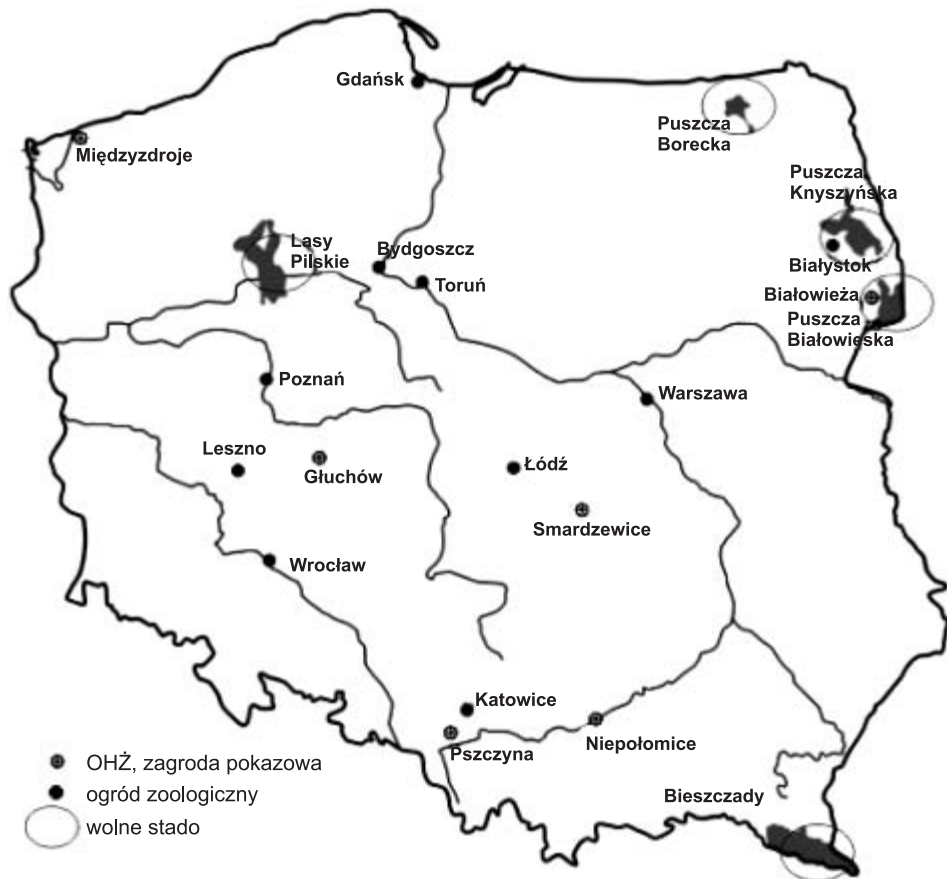 Gdańsk
Międzyzdroje
Puszcza
Borecka
Puszcza
Knyszyńska
Lasy
Pilskie
Bydgoszcz
Toruń
Białystok
Białowieża
Puszcza
Białowieska
Poznań
Warszawa
Leszno
Głuchów
Łódź
Smardzewice
Wrocław
Katowice
Pszczyna
Niepołomice
Bieszczady
OHŻ, zagroda pokazowa
ogród zoologiczny
wolne stado